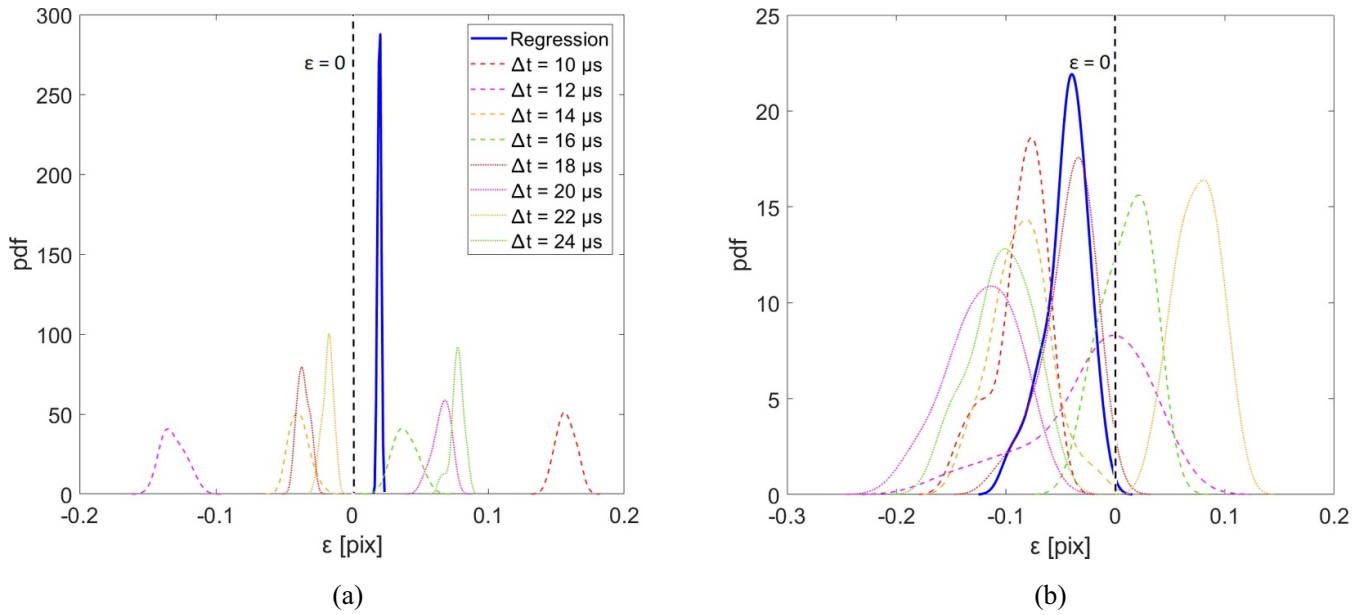 300
250
200
150
100
50
0
pdf
-0.2
-0.1
0
0.1
0.2
ε [pix]
ε = 0
Regression
Δt = 10 μs
Δt = 12 μs
Δt = 14 μs
Δt = 16 μs
Δt = 18 μs
Δt = 20 μs
Δt = 22 μs
Δt = 24 μs
(a)
25
20
15
10
5
0
pdf
-0.3
-0.2
-0.1
0
0.1
0.2
ε [pix]
ε = 0
(b)